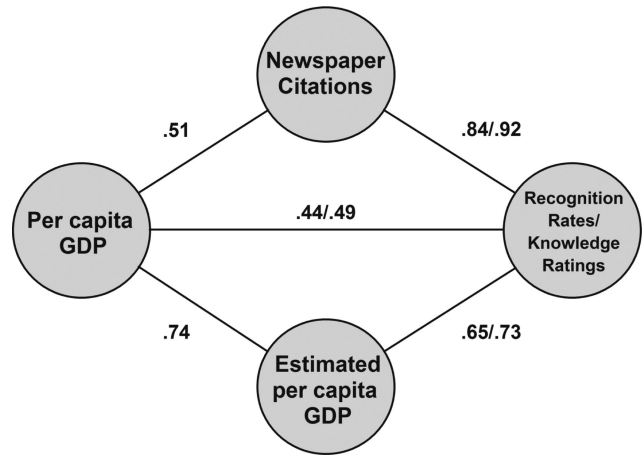 Newspaper
Citations
.51
.84/.92
Per capita
GDP
.44/.49
Recognition
Rates/
Knowledge
Ratings
.74
.65/.73
Estimated
per capita
GDP